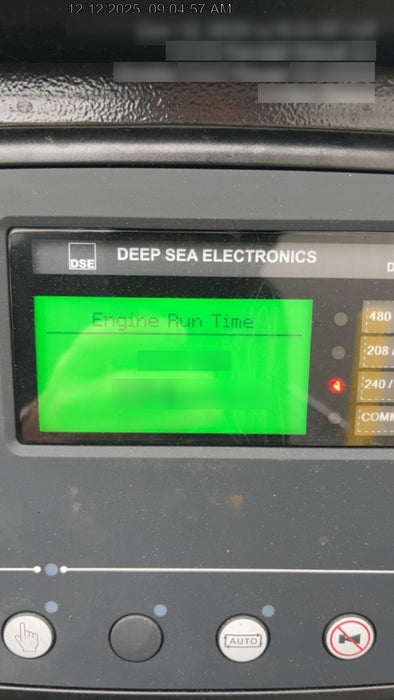 12/12/2025 09:04:57 AM
DSE
DEEP SEA ELECTRONICS
D
Engine Run Time
480
208 /
240 /
COMM
AUTO